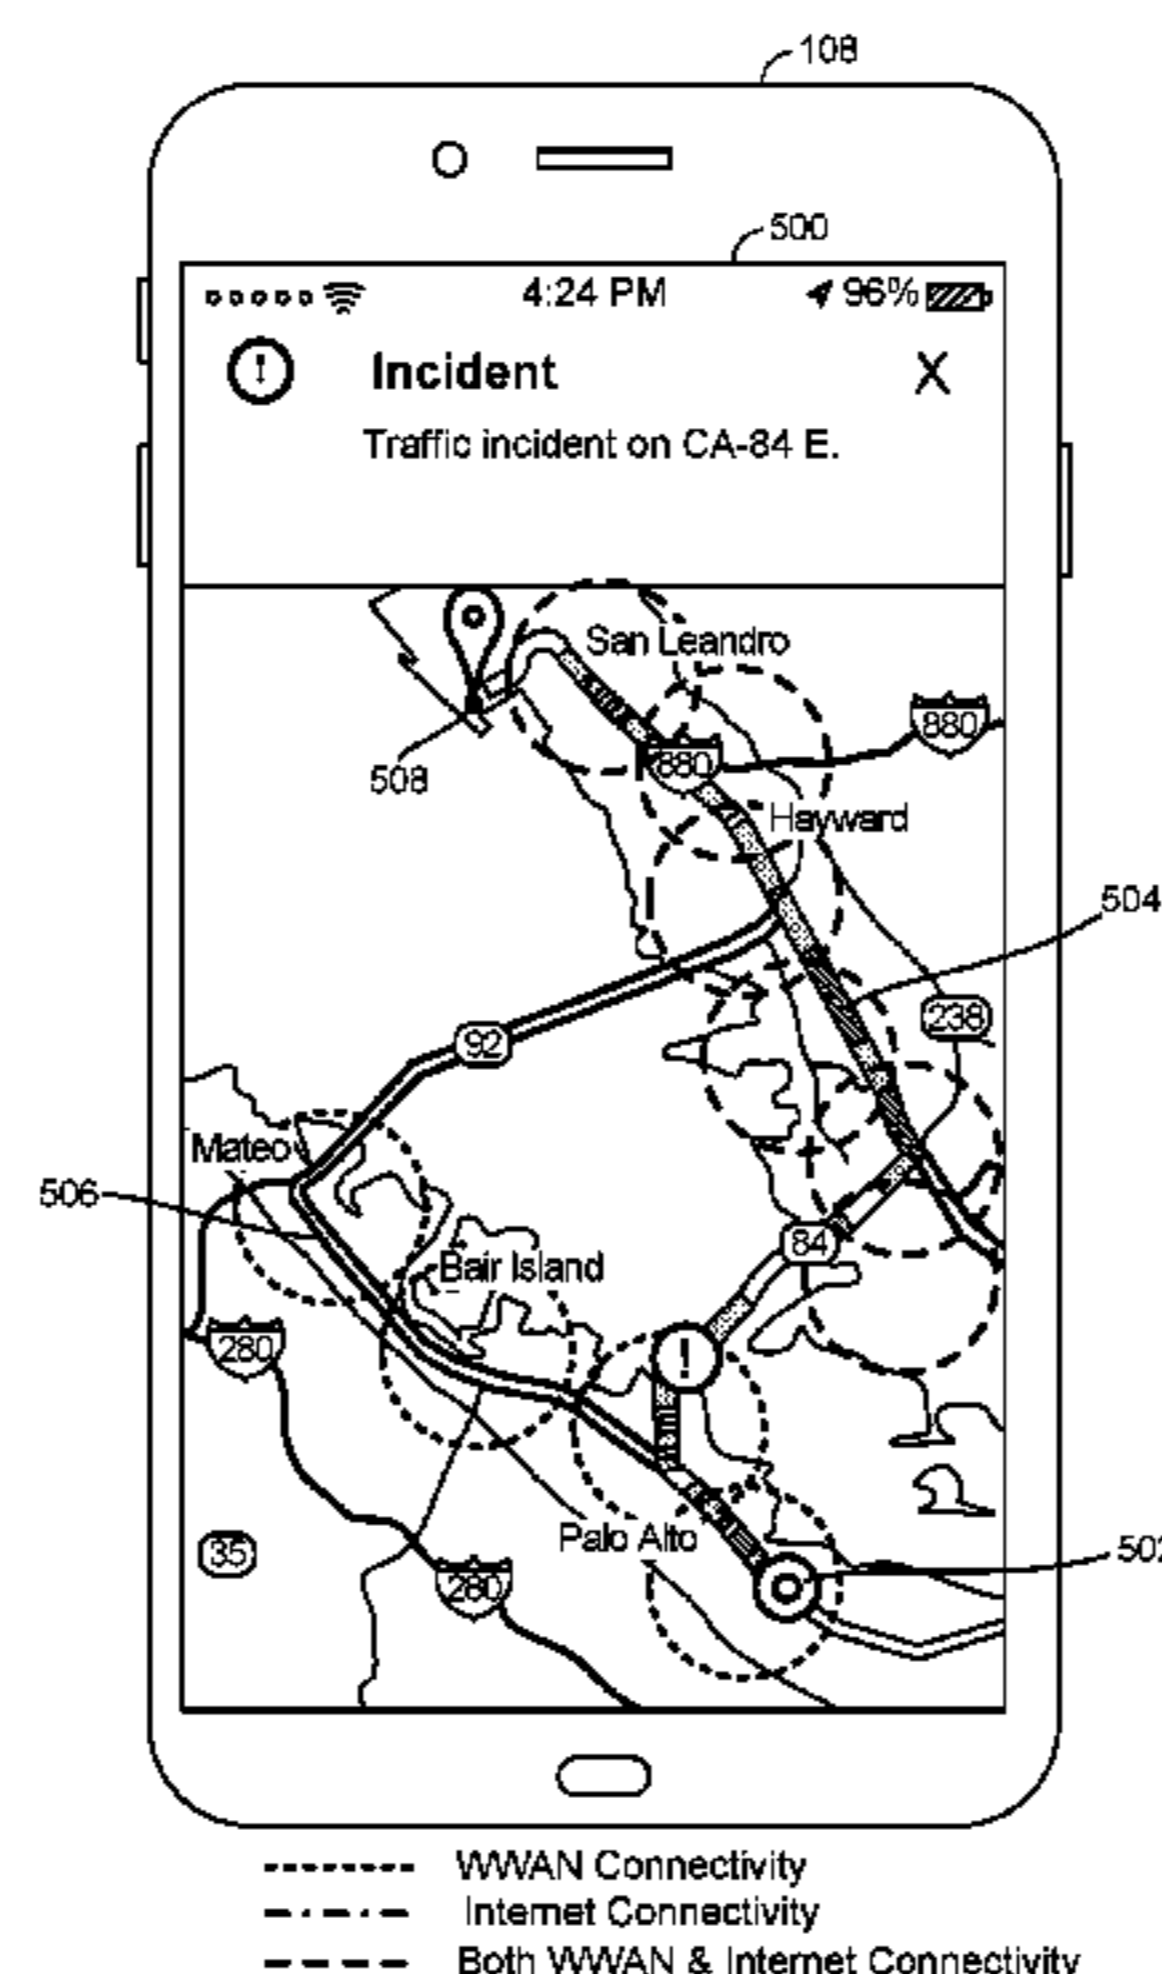 108
500
4:24 PM 96%
! Incident X
Traffic incident on CA-84 E.
San Leandro
880
508
880
Hayward
504
238
92
Mateo
506
84
Bair Island
280
!
Palo Alto
502
35
280
WWAN Connectivity
Internet Connectivity
Both WWAN & Internet Connectivity